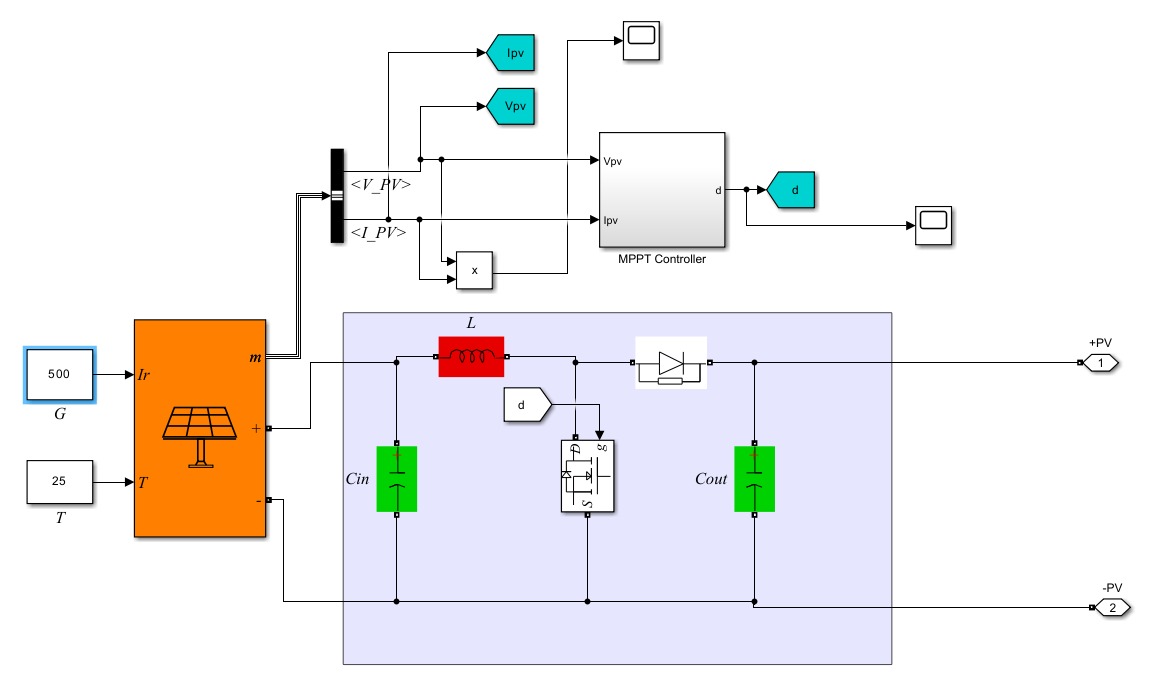 Ipv
Vpv
Vpv
<V_PV>
d
d
Ipv
<I_PV>
MPPT Controller
x
L
+PV
m
1
500
Ir
G
d
+
D
g
+
+
Cin
Cout
25
T
S
-
T
-PV
2